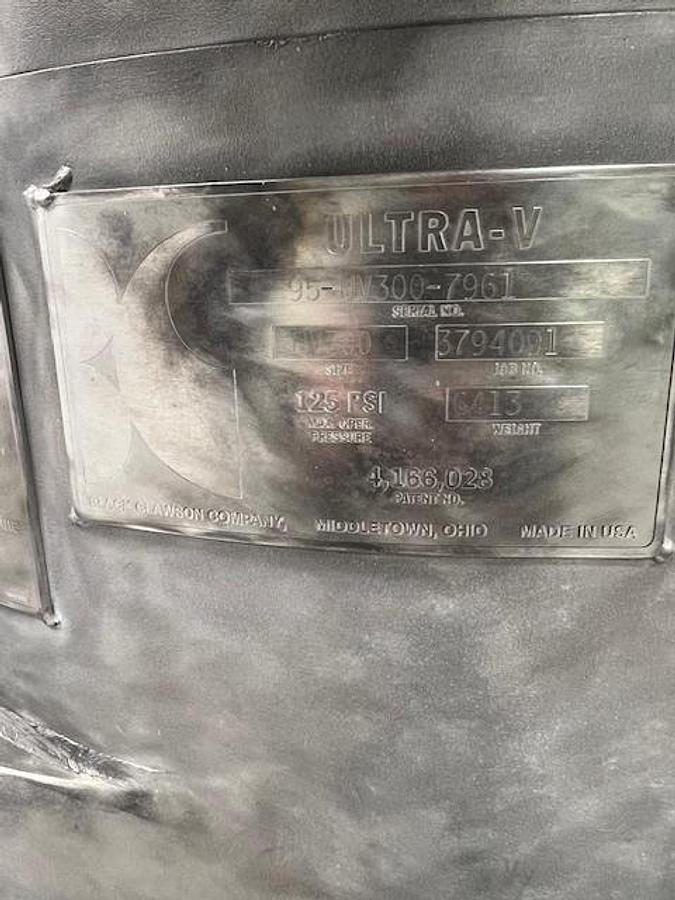 ULTRA-V
95-UV300-7961
SERIAL NO.
3794091
SIZE JOB NO.
125 PSI
MAX. OPER. WEIGHT
PRESSURE
4,166,028
PATENT NO.
BLACK CLAWSON COMPANY, MIDDLETOWN, OHIO MADE IN USA